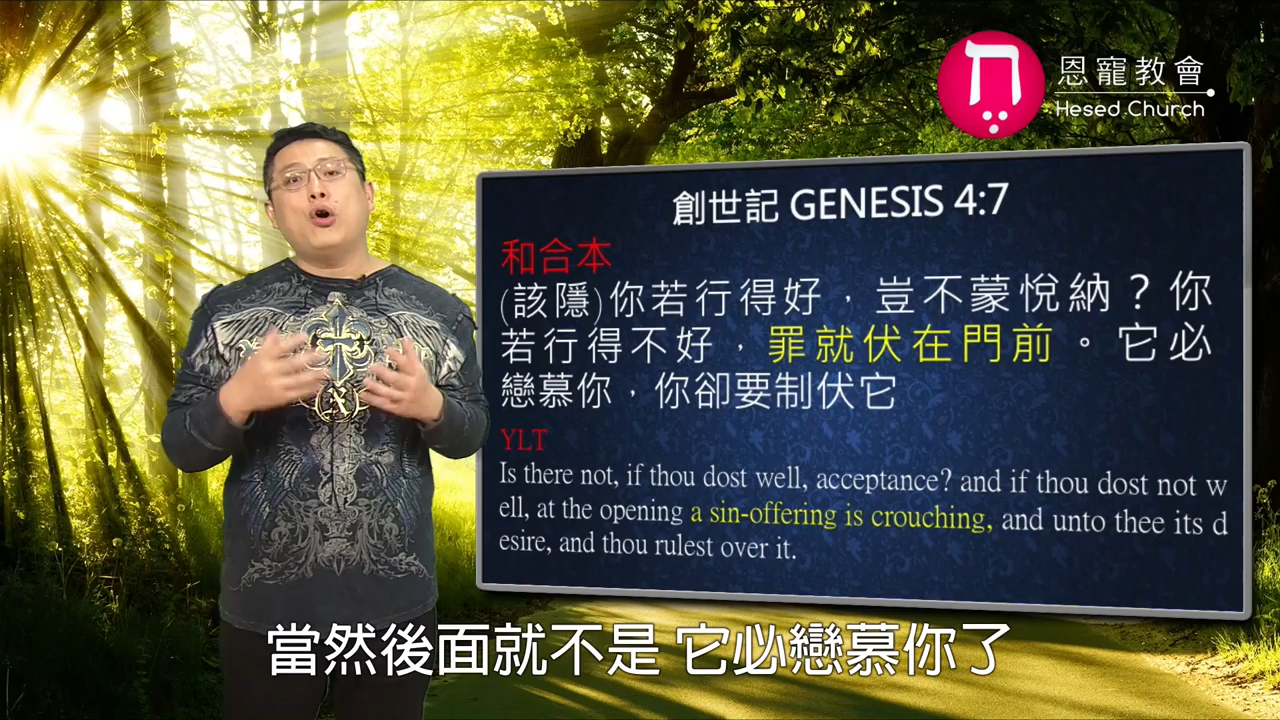 恩寵教會
Hesed Church
創世記 GENESIS 4:7
和合本
(該隱)你若行得好，豈不蒙悅納？你
若行得不好，罪就伏在門前。它必
戀慕你，你卻要制伏它
YLT
Is there not, if thou dost well, acceptance? and if thou dost not w
ell, at the opening a sin-offering is crouching, and unto thee its d
esire, and thou rulest over it.
當然後面就不是 它必戀慕你了